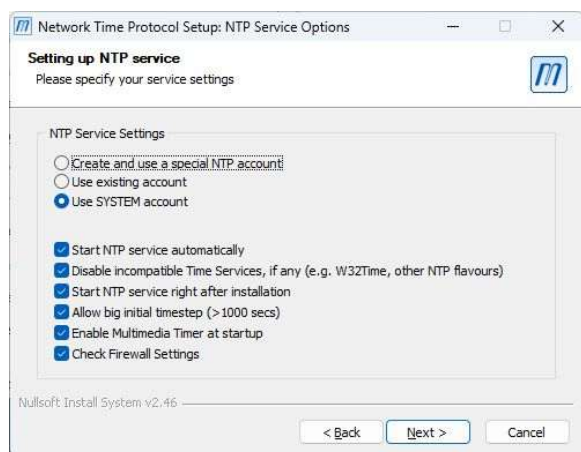 Network Time Protocol Setup: NTP Service Options
Setting up NTP service
Please specify your service settings
NTP Service Settings
Create and use a special NTP account
Use existing account
Use SYSTEM account
Start NTP service automatically
Disable incompatible Time Services, if any (e.g. W32Time, other NTP flavours)
Start NTP service right after installation
Allow big initial timestep (>1000 secs)
Enable Multimedia Timer at startup
Check Firewall Settings
Nullsoft Install System v2.46
< Back Next > Cancel